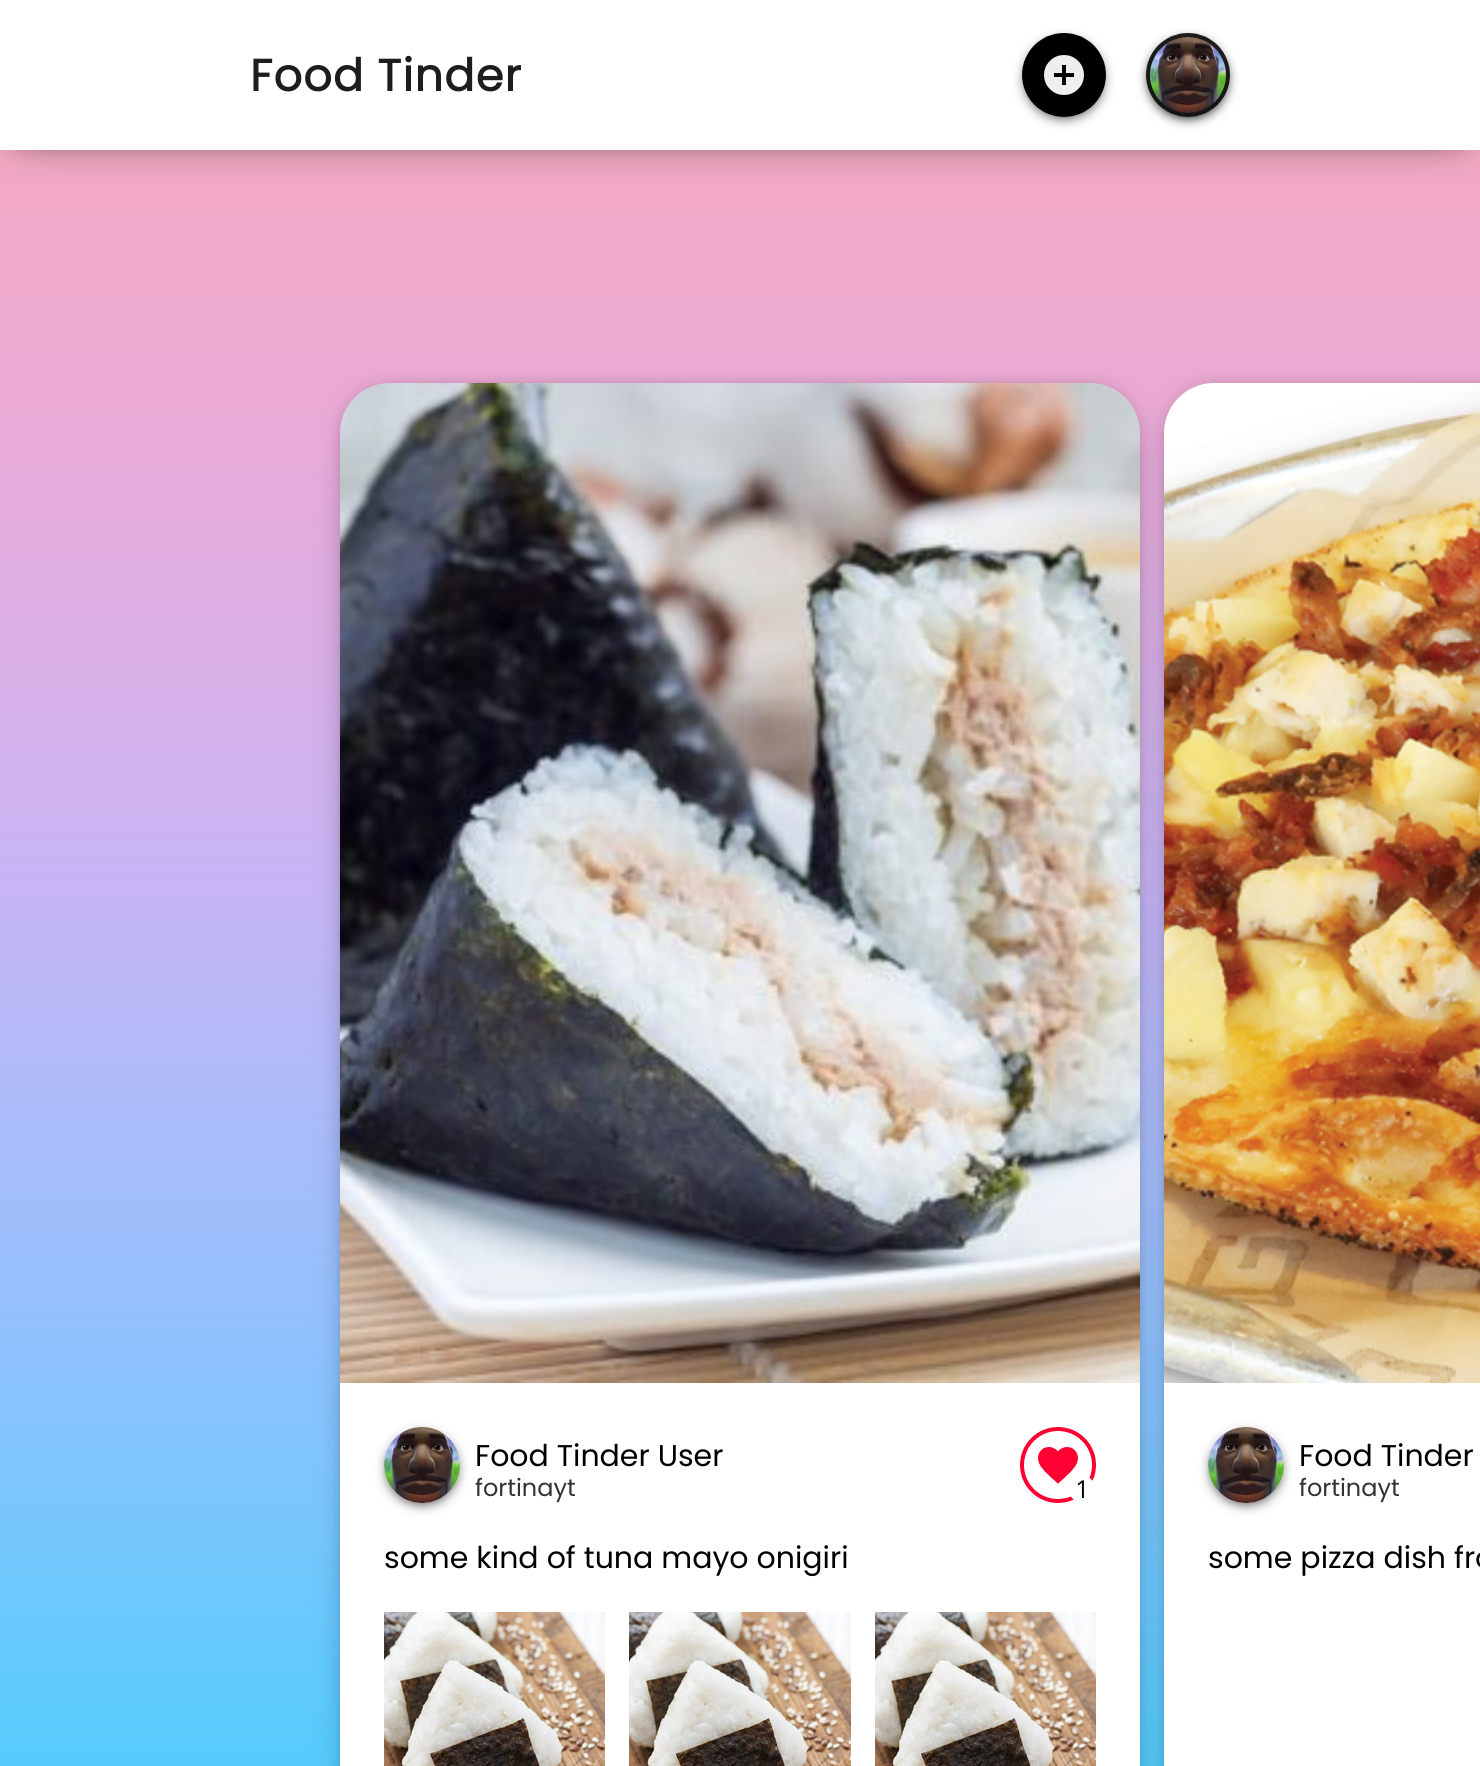 Food Tinder
Food Tinder User
fortinayt
1
some kind of tuna mayo onigiri
Food Tinder
fortinayt
some pizza dish